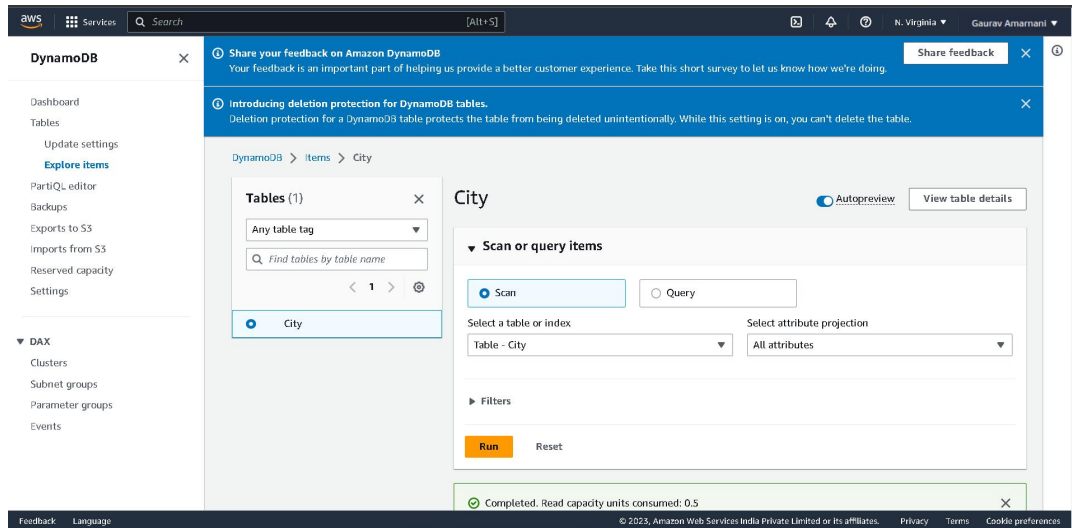 aws Services Search [Alt+S] N. Virginia Gaurav Amarnani
DynamoDB
Dashboard
Tables
Update settings
Explore items
PartiQL editor
Backups
Exports to S3
Imports from S3
Reserved capacity
Settings
DAX
Clusters
Subnet groups
Parameter groups
Events
Share your feedback on Amazon DynamoDB
Your feedback is an important part of helping us provide a better customer experience. Take this short survey to let us know how we're doing.
Share feedback
Introducing deletion protection for DynamoDB tables.
Deletion protection for a DynamoDB table protects the table from being deleted unintentionally. While this setting is on, you can't delete the table.
DynamoDB > Items > City
Tables (1)
Any table tag
Find tables by table name
< 1 >
City
City
Autopreview
View table details
Scan or query items
Scan
Query
Select a table or index
Table - City
Select attribute projection
All attributes
Filters
Run Reset
Completed. Read capacity units consumed: 0.5
Feedback Language © 2023, Amazon Web Services India Private Limited or its affiliates. Privacy Terms Cookie preferences